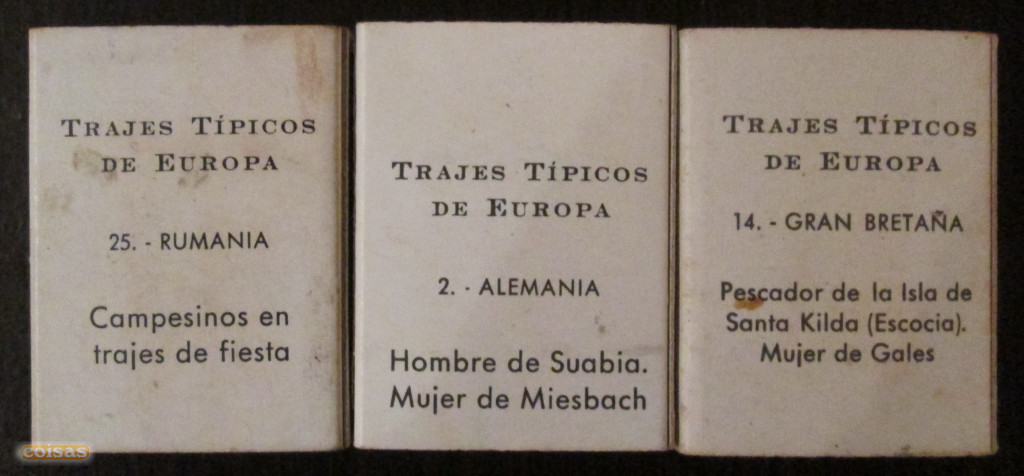 TRAJES TÍPICOS
DE EUROPA
25. - RUMANIA
Campesinos en
trajes de fiesta
TRAJES TÍPICOS
DE EUROPA
2. - ALEMANIA
Hombre de Suabia.
Mujer de Miesbach
TRAJES TÍPICOS
DE EUROPA
14. - GRAN BRETAÑA
Pescador de la Isla de
Santa Kilda (Escocia).
Mujer de Gales
coisas